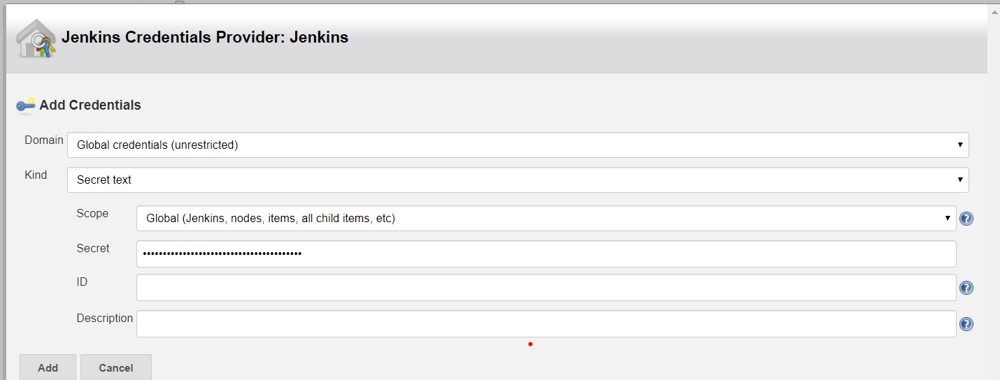 Jenkins Credentials Provider: Jenkins
Add Credentials
Domain Global credentials (unrestricted)
Kind Secret text
Scope Global (Jenkins, nodes, items, all child items, etc)
Secret ••••••••••••••••••••••••••••••••••••••••
ID
Description
Add Cancel